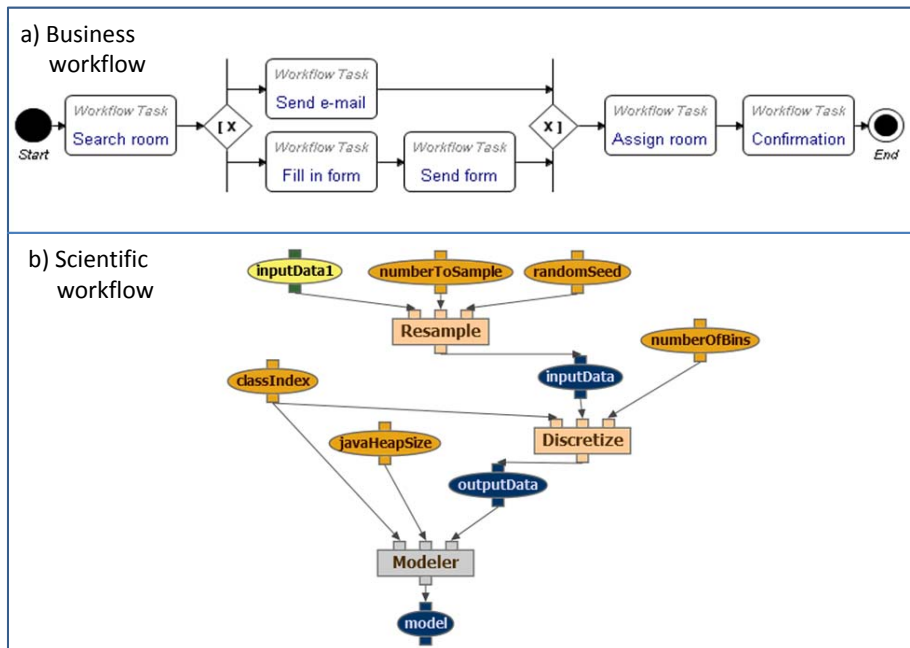 a) Business
workflow
Workflow Task
Send e-mail
Workflow Task
Search room
[ X
X ]
Workflow Task
Assign room
Workflow Task
Confirmation
Start
End
Workflow Task
Fill in form
Workflow Task
Send form
b) Scientific
workflow
inputData1
numberToSample
randomSeed
Resample
numberOfBins
classIndex
inputData
javaHeapSize
Discretize
outputData
Modeler
model